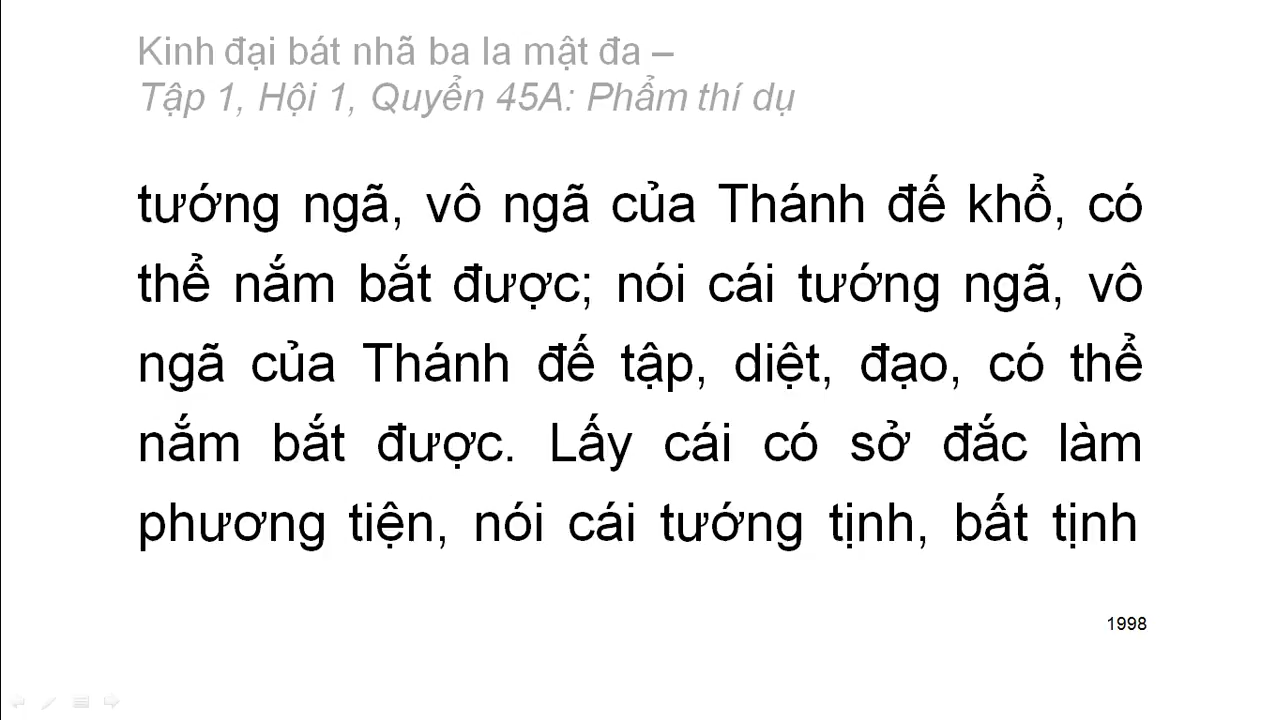 Kinh đại bát nhã ba la mật đa –
Tập 1, Hội 1, Quyển 45A: Phẩm thí dụ
tướng ngã, vô ngã của Thánh đế khổ, có
thể nắm bắt được; nói cái tướng ngã, vô
ngã của Thánh đế tập, diệt, đạo, có thể
nắm bắt được. Lấy cái có sở đắc làm
phương tiện, nói cái tướng tịnh, bất tịnh
1998